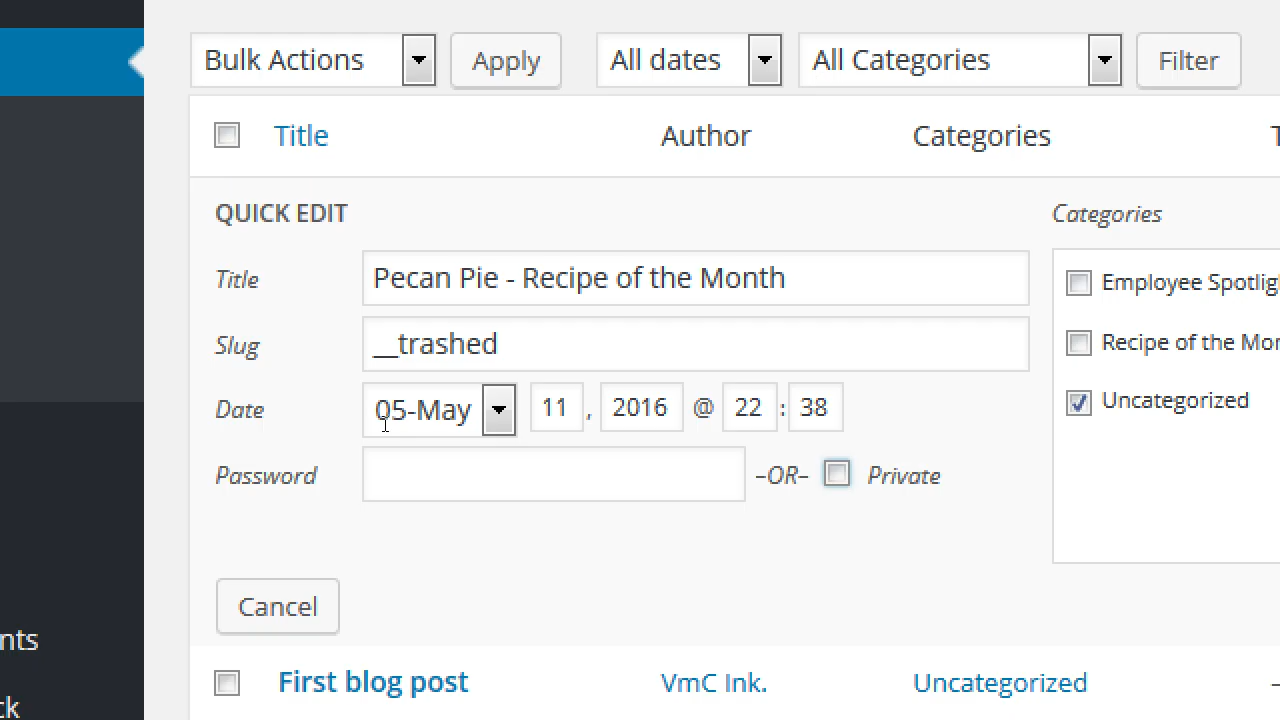 Bulk Actions Apply All dates All Categories Filter
Title Author Categories
QUICK EDIT Categories
Title Pecan Pie - Recipe of the Month Employee Spotlig
Slug __trashed Recipe of the Mon
Date 05-May 11 , 2016 @ 22 : 38 Uncategorized
Password –OR– Private
Cancel
nts
First blog post VmC Ink. Uncategorized –
ck